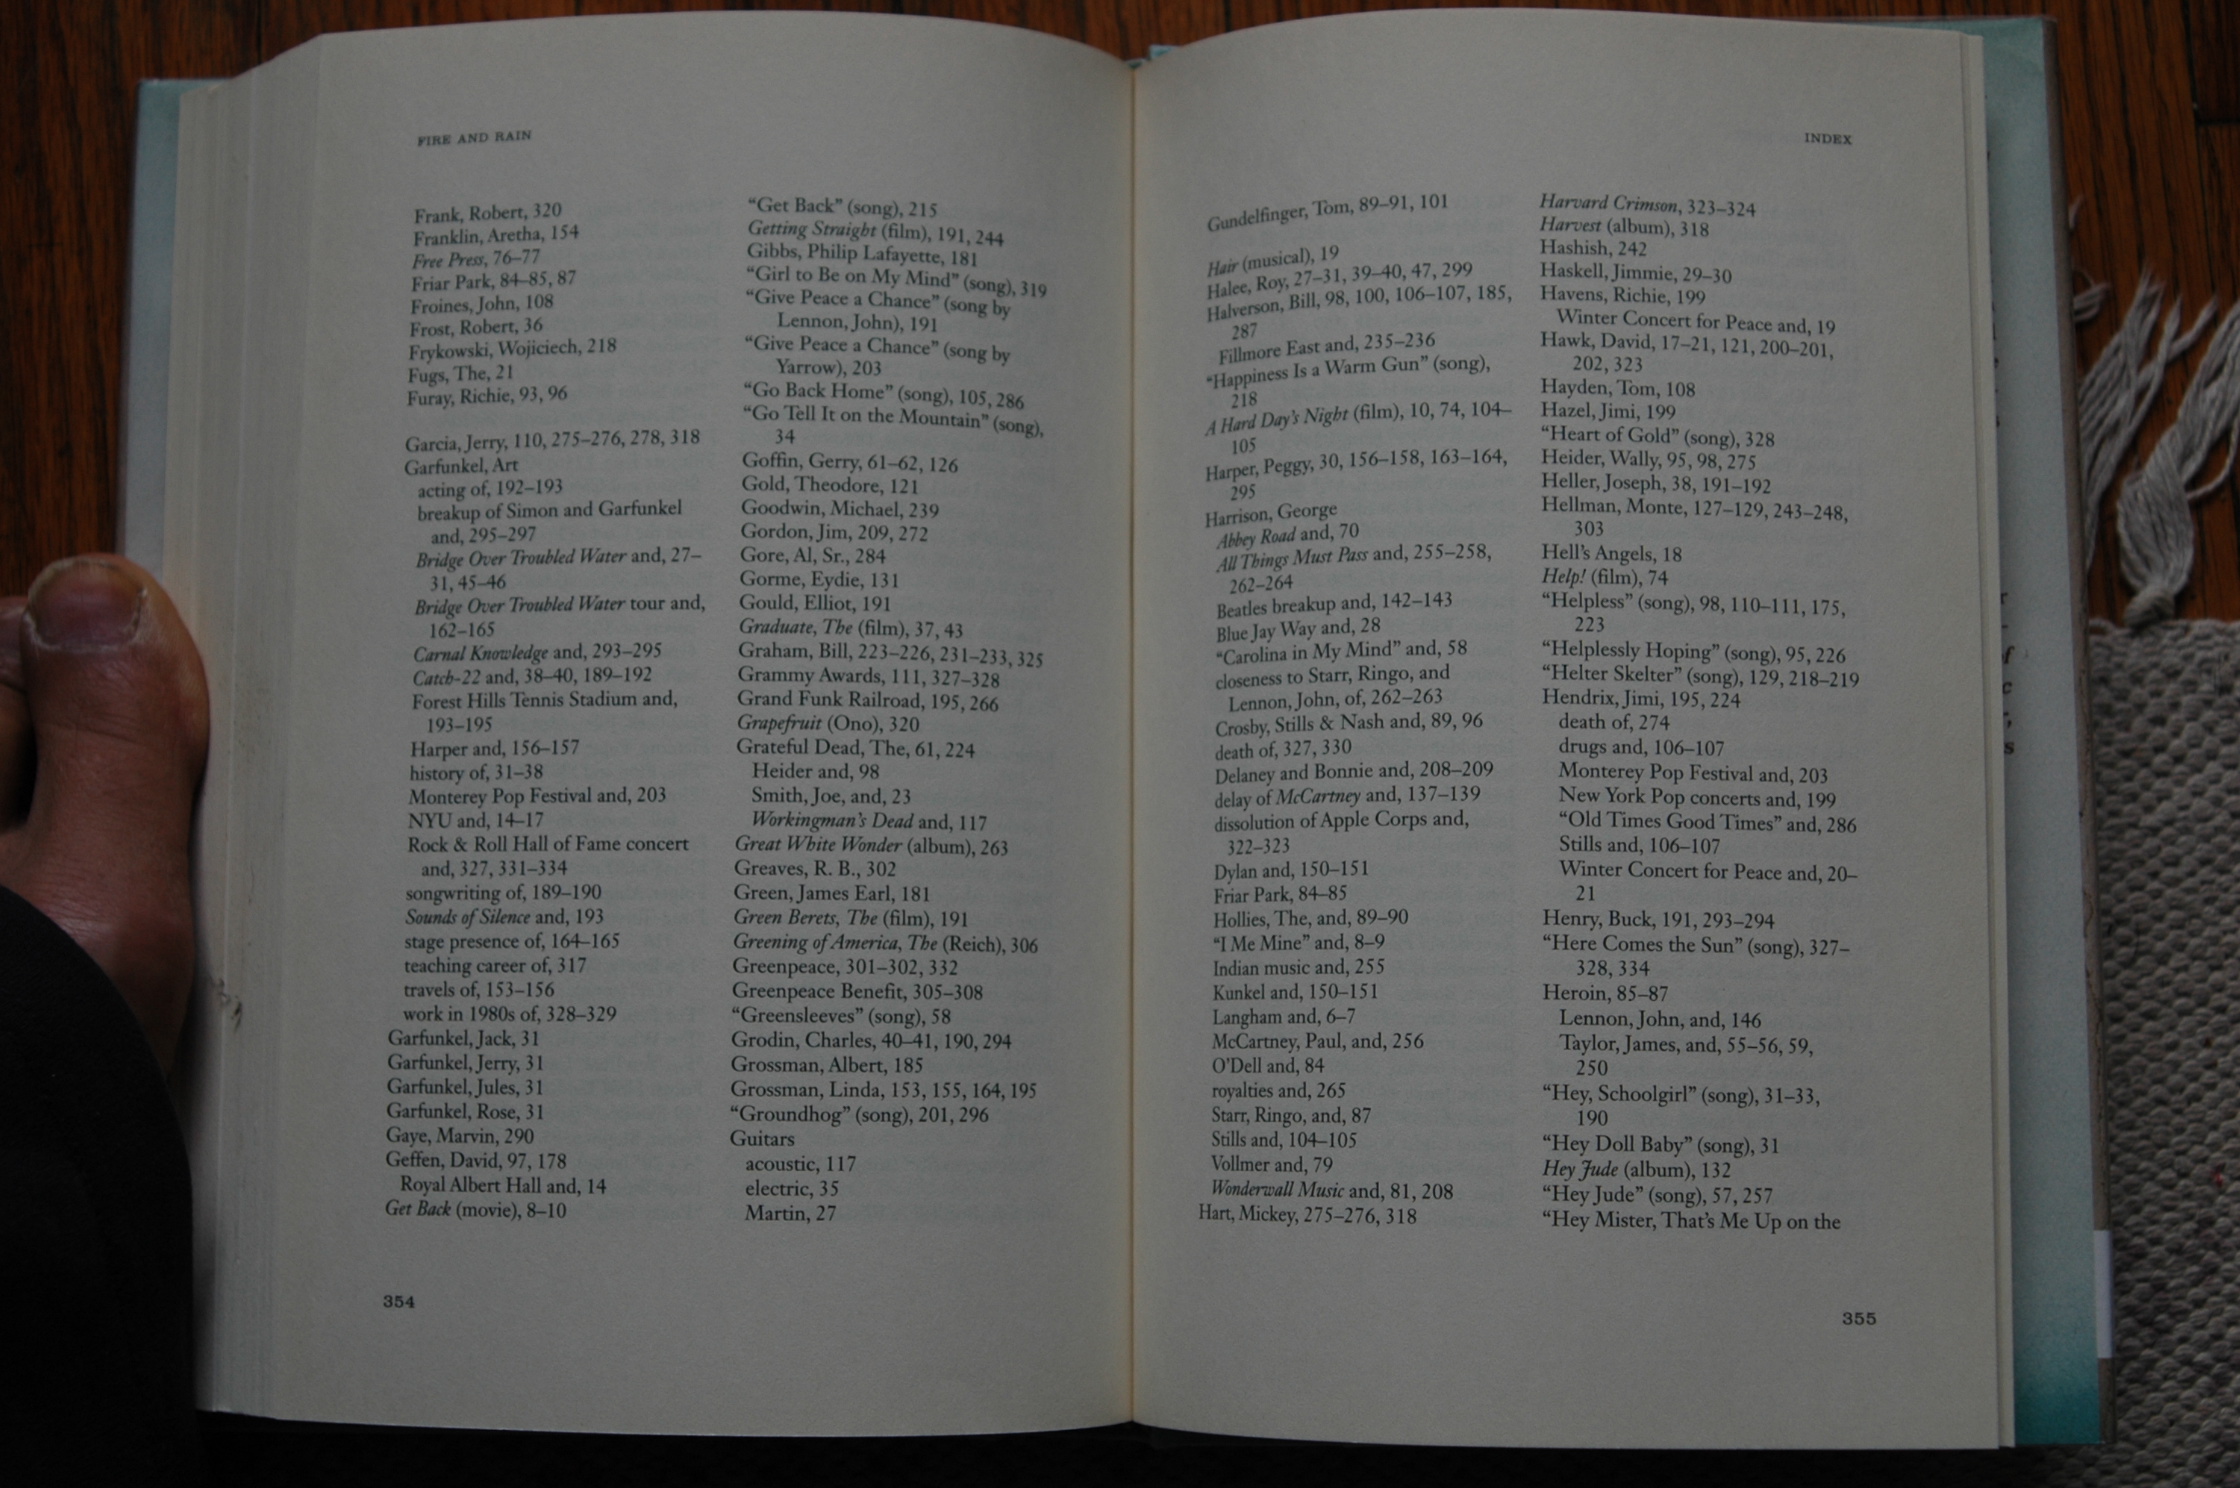 FIRE AND RAIN
Frank, Robert, 320
Franklin, Aretha, 154
Free Press, 76–77
Friar Park, 84–85, 87
Froines, John, 108
Frost, Robert, 36
Frykowski, Wojiciech, 218
Fugs, The, 21
Furay, Richie, 93, 96
Garcia, Jerry, 110, 275–276, 278, 318
Garfunkel, Art
acting of, 192–193
breakup of Simon and Garfunkel
and, 295–297
Bridge Over Troubled Water and, 27–
31, 45–46
Bridge Over Troubled Water tour and,
162–165
Carnal Knowledge and, 293–295
Catch-22 and, 38–40, 189–192
Forest Hills Tennis Stadium and,
193–195
Harper and, 156–157
history of, 31–38
Monterey Pop Festival and, 203
NYU and, 14–17
Rock & Roll Hall of Fame concert
and, 327, 331–334
songwriting of, 189–190
Sounds of Silence and, 193
stage presence of, 164–165
teaching career of, 317
travels of, 153–156
work in 1980s of, 328–329
Garfunkel, Jack, 31
Garfunkel, Jerry, 31
Garfunkel, Jules, 31
Garfunkel, Rose, 31
Gaye, Marvin, 290
Geffen, David, 97, 178
Royal Albert Hall and, 14
Get Back (movie), 8–10
"Get Back" (song), 215
Getting Straight (film), 191, 244
Gibbs, Philip Lafayette, 181
"Girl to Be on My Mind" (song), 319
"Give Peace a Chance" (song by
Lennon, John), 191
"Give Peace a Chance" (song by
Yarrow), 203
"Go Back Home" (song), 105, 286
"Go Tell It on the Mountain" (song),
34
Goffin, Gerry, 61–62, 126
Gold, Theodore, 121
Goodwin, Michael, 239
Gordon, Jim, 209, 272
Gore, Al, Sr., 284
Gorme, Eydie, 131
Gould, Elliot, 191
Graduate, The (film), 37, 43
Graham, Bill, 223–226, 231–233, 325
Grammy Awards, 111, 327–328
Grand Funk Railroad, 195, 266
Grapefruit (Ono), 320
Grateful Dead, The, 61, 224
Heider and, 98
Smith, Joe, and, 23
Workingman's Dead and, 117
Great White Wonder (album), 263
Greaves, R. B., 302
Green, James Earl, 181
Green Berets, The (film), 191
Greening of America, The (Reich), 306
Greenpeace, 301–302, 332
Greenpeace Benefit, 305–308
"Greensleeves" (song), 58
Grodin, Charles, 40–41, 190, 294
Grossman, Albert, 185
Grossman, Linda, 153, 155, 164, 195
"Groundhog" (song), 201, 296
Guitars
acoustic, 117
electric, 35
Martin, 27
354
INDEX
Gundelfinger, Tom, 89–91, 101
Hair (musical), 19
Halee, Roy, 27–31, 39–40, 47, 299
Halverson, Bill, 98, 100, 106–107, 185,
287
Fillmore East and, 235–236
"Happiness Is a Warm Gun" (song),
218
A Hard Day's Night (film), 10, 74, 104–
105
Harper, Peggy, 30, 156–158, 163–164,
295
Harrison, George
Abbey Road and, 70
All Things Must Pass and, 255–258,
262–264
Beatles breakup and, 142–143
Blue Jay Way and, 28
"Carolina in My Mind" and, 58
closeness to Starr, Ringo, and
Lennon, John, of, 262–263
Crosby, Stills & Nash and, 89, 96
death of, 327, 330
Delaney and Bonnie and, 208–209
delay of McCartney and, 137–139
dissolution of Apple Corps and,
322–323
Dylan and, 150–151
Friar Park, 84–85
Hollies, The, and, 89–90
"I Me Mine" and, 8–9
Indian music and, 255
Kunkel and, 150–151
Langham and, 6–7
McCartney, Paul, and, 256
O'Dell and, 84
royalties and, 265
Starr, Ringo, and, 87
Stills and, 104–105
Vollmer and, 79
Wonderwall Music and, 81, 208
Hart, Mickey, 275–276, 318
Harvard Crimson, 323–324
Harvest (album), 318
Hashish, 242
Haskell, Jimmie, 29–30
Havens, Richie, 199
Winter Concert for Peace and, 19
Hawk, David, 17–21, 121, 200–201,
202, 323
Hayden, Tom, 108
Hazel, Jimi, 199
"Heart of Gold" (song), 328
Heider, Wally, 95, 98, 275
Heller, Joseph, 38, 191–192
Hellman, Monte, 127–129, 243–248,
303
Hell's Angels, 18
Help! (film), 74
"Helpless" (song), 98, 110–111, 175,
223
"Helplessly Hoping" (song), 95, 226
"Helter Skelter" (song), 129, 218–219
Hendrix, Jimi, 195, 224
death of, 274
drugs and, 106–107
Monterey Pop Festival and, 203
New York Pop concerts and, 199
"Old Times Good Times" and, 286
Stills and, 106–107
Winter Concert for Peace and, 20–
21
Henry, Buck, 191, 293–294
"Here Comes the Sun" (song), 327–
328, 334
Heroin, 85–87
Lennon, John, and, 146
Taylor, James, and, 55–56, 59,
250
"Hey, Schoolgirl" (song), 31–33,
190
"Hey Doll Baby" (song), 31
Hey Jude (album), 132
"Hey Jude" (song), 57, 257
"Hey Mister, That's Me Up on the
355